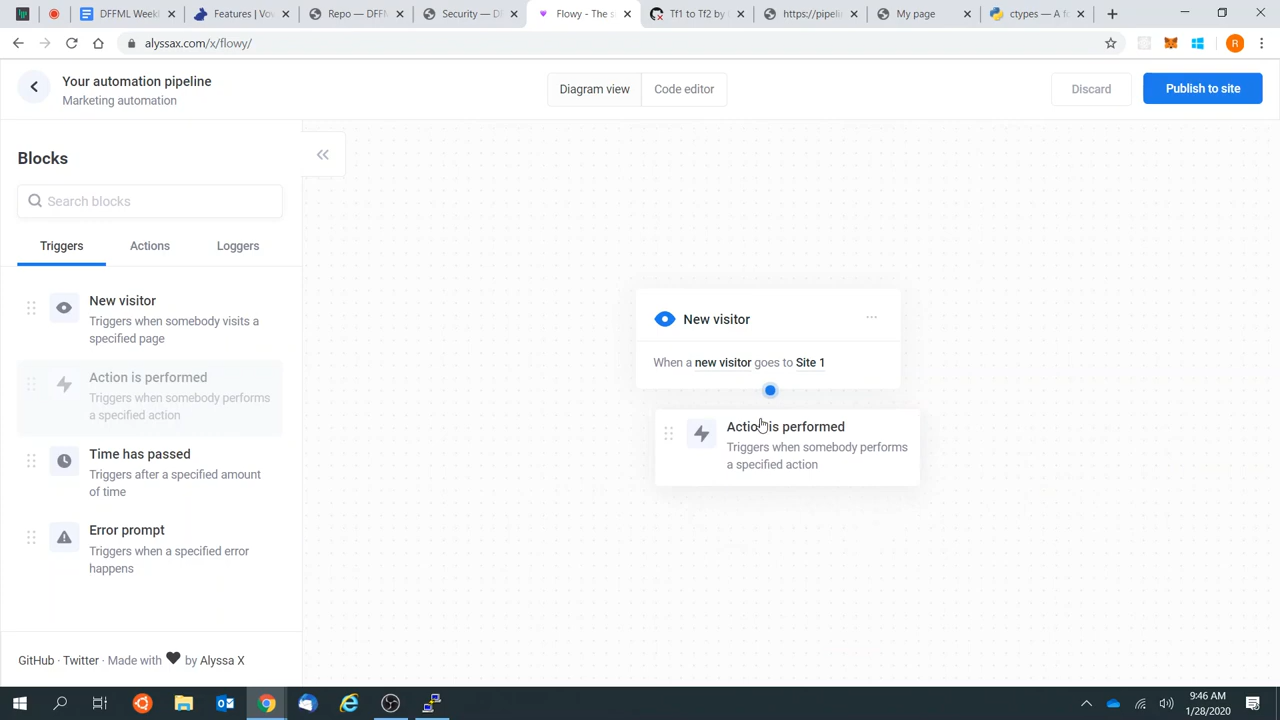 DFFML Weekl
Features | Vow
Repo — DFFM
Security — DF
Flowy - The s
Tf1 to Tf2 by
https://pipeli
My page
ctypes — A fo
alyssax.com/x/flowy/
R
Your automation pipeline
Marketing automation
Diagram view
Code editor
Discard
Publish to site
Blocks
Search blocks
Triggers
Actions
Loggers
New visitor
Triggers when somebody visits a
specified page
Action is performed
Triggers when somebody performs
a specified action
Time has passed
Triggers after a specified amount
of time
Error prompt
Triggers when a specified error
happens
New visitor
When a new visitor goes to Site 1
Action is performed
Triggers when somebody performs
a specified action
GitHub · Twitter · Made with by Alyssa X
9:46 AM
1/28/2020